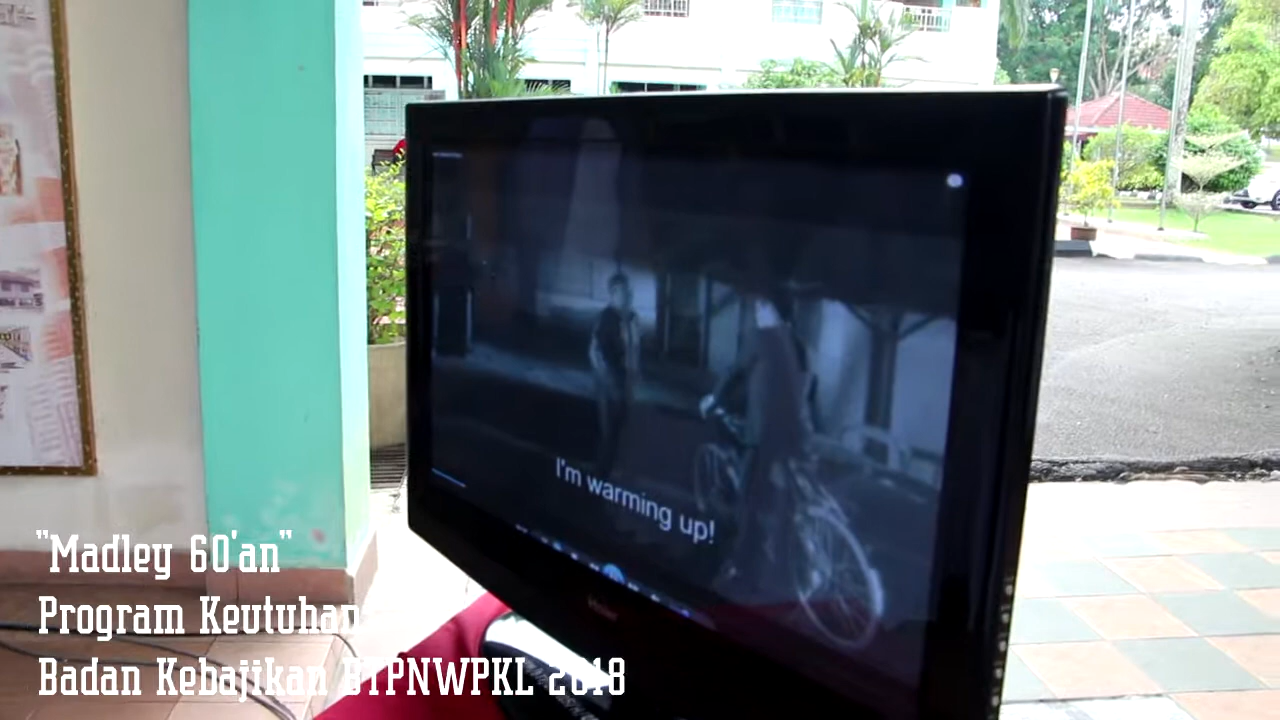 I'm warming up!
"Madley 60'an"
Program Keutuhan
Badan Kebajikan BTPNWPKL 2018